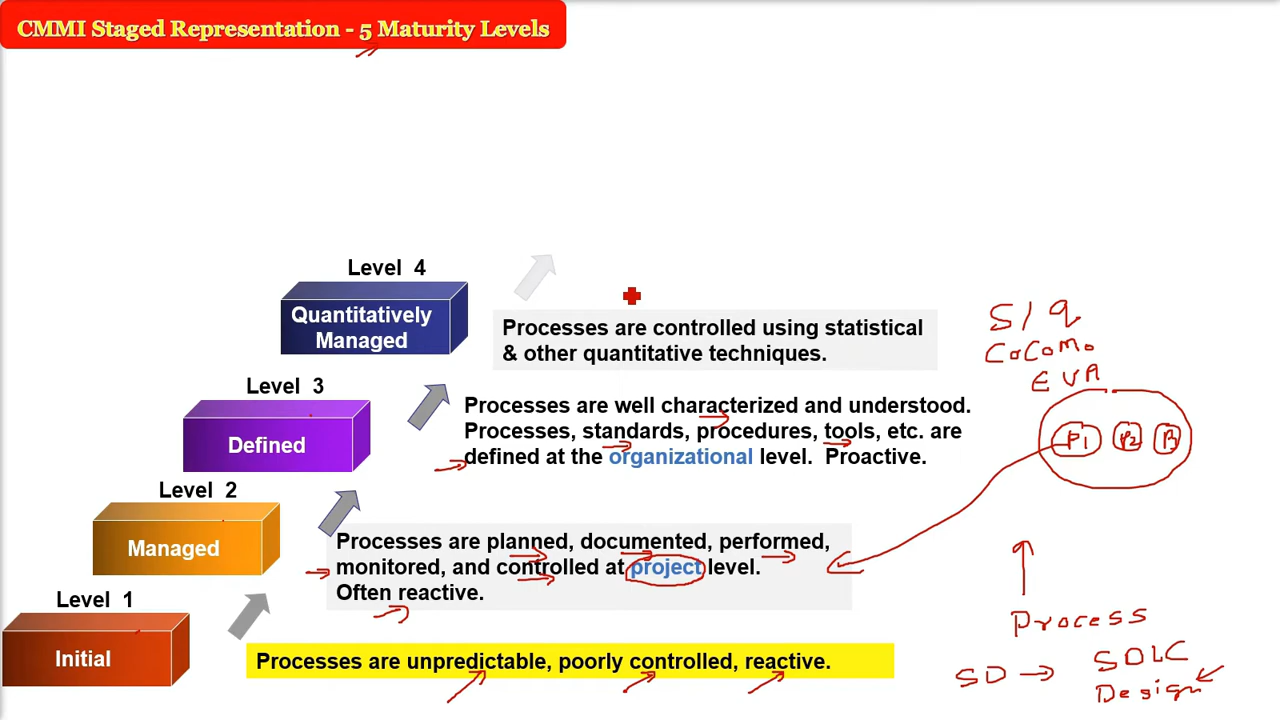 CMMI Staged Representation - 5 Maturity Levels
Level 4
Quantitatively
Managed
Processes are controlled using statistical
& other quantitative techniques.
S/Q
CoCoMo
EVA
Level 3
Defined
Processes are well characterized and understood.
Processes, standards, procedures, tools, etc. are
defined at the organizational level. Proactive.
P1 P2 P3
Level 2
Managed
Processes are planned, documented, performed,
monitored, and controlled at project level.
Often reactive.
Level 1
Initial
Processes are unpredictable, poorly controlled, reactive.
Process
SD → SDLC
Design